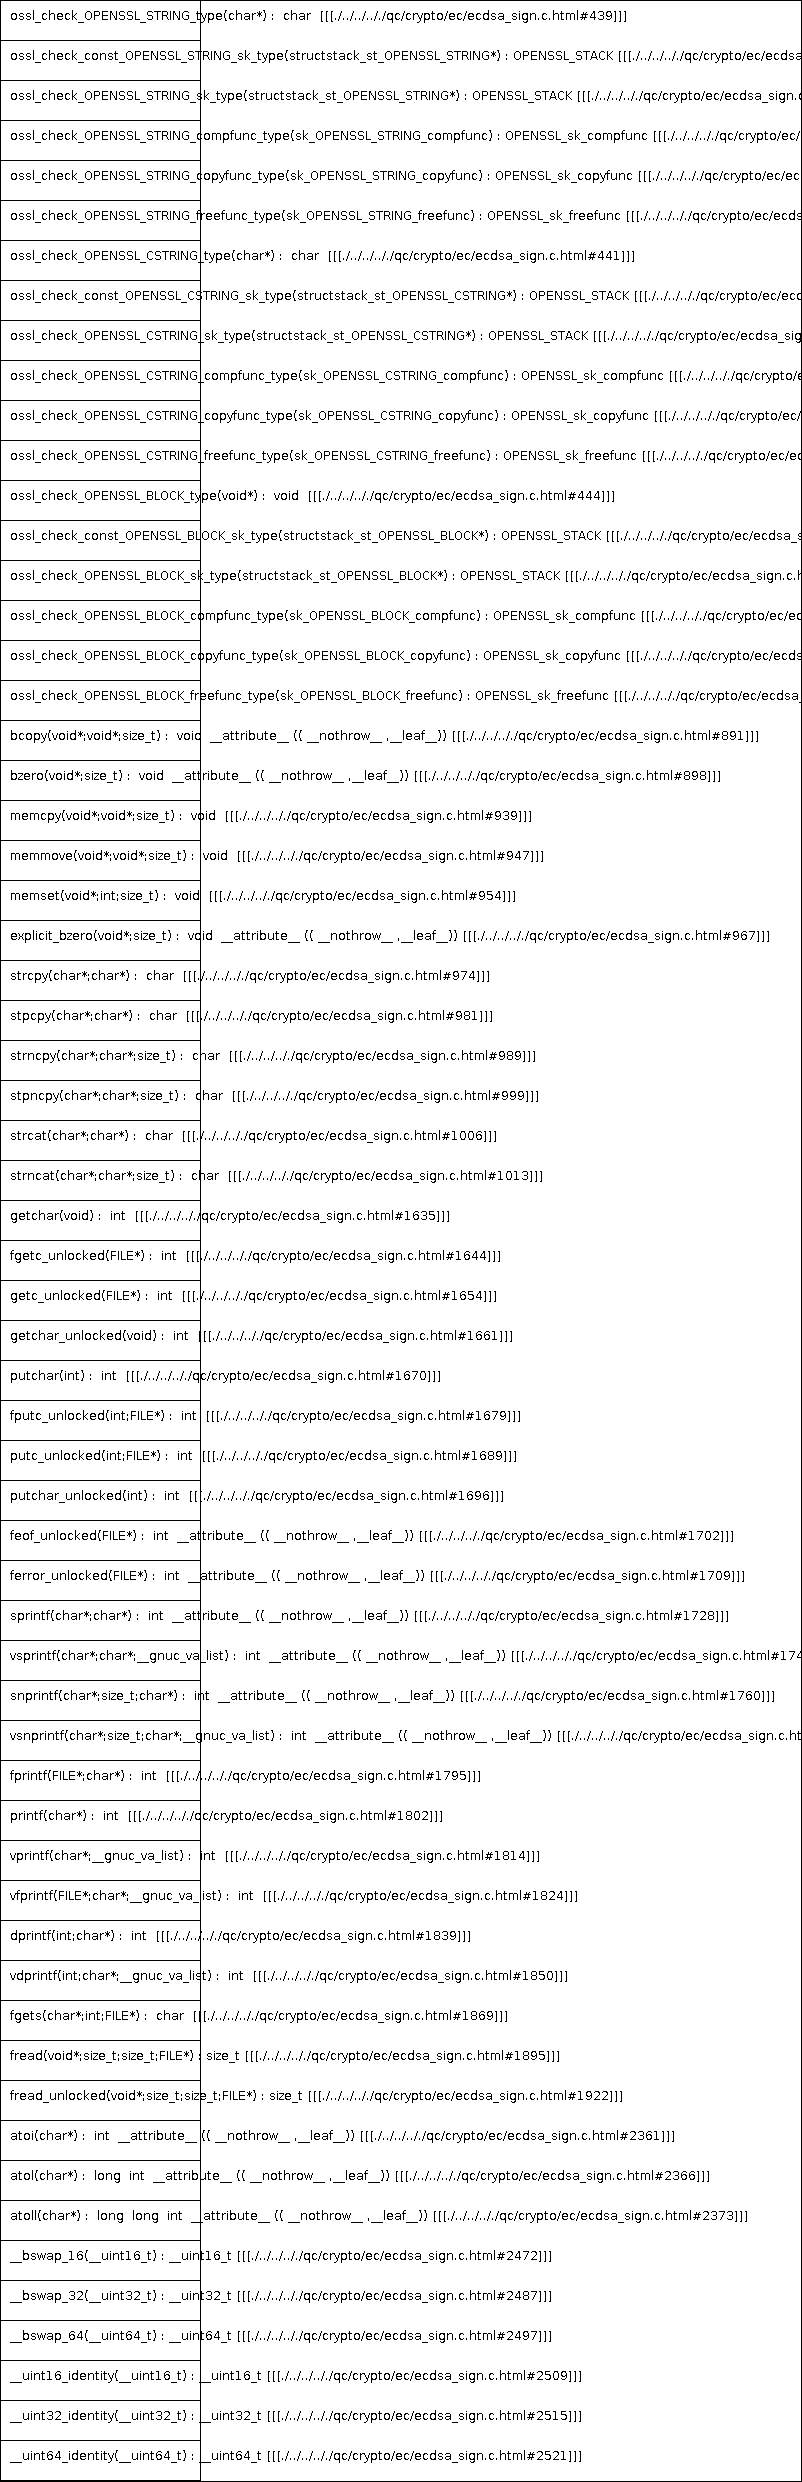 ossl_check_OPENSSL_STRING_type(char*) :  char  [[[./../../../qc/crypto/ec/ecdsa_sign.c.html#439]]]
ossl_check_const_OPENSSL_STRING_sk_type(structstack_st_OPENSSL_STRING*) : OPENSSL_STACK [[[./../../../qc/crypto/ec/ecdsa
ossl_check_OPENSSL_STRING_sk_type(structstack_st_OPENSSL_STRING*) : OPENSSL_STACK [[[./../../../qc/crypto/ec/ecdsa_sign.c
ossl_check_OPENSSL_STRING_compfunc_type(sk_OPENSSL_STRING_compfunc) : OPENSSL_sk_compfunc [[[./../../../qc/crypto/ec/
ossl_check_OPENSSL_STRING_copyfunc_type(sk_OPENSSL_STRING_copyfunc) : OPENSSL_sk_copyfunc [[[./../../../qc/crypto/ec/ec
ossl_check_OPENSSL_STRING_freefunc_type(sk_OPENSSL_STRING_freefunc) : OPENSSL_sk_freefunc [[[./../../../qc/crypto/ec/ecds
ossl_check_OPENSSL_CSTRING_type(char*) :  char  [[[./../../../qc/crypto/ec/ecdsa_sign.c.html#441]]]
ossl_check_const_OPENSSL_CSTRING_sk_type(structstack_st_OPENSSL_CSTRING*) : OPENSSL_STACK [[[./../../../qc/crypto/ec/ecd
ossl_check_OPENSSL_CSTRING_sk_type(structstack_st_OPENSSL_CSTRING*) : OPENSSL_STACK [[[./../../../qc/crypto/ec/ecdsa_sig
ossl_check_OPENSSL_CSTRING_compfunc_type(sk_OPENSSL_CSTRING_compfunc) : OPENSSL_sk_compfunc [[[./../../../qc/crypto/e
ossl_check_OPENSSL_CSTRING_copyfunc_type(sk_OPENSSL_CSTRING_copyfunc) : OPENSSL_sk_copyfunc [[[./../../../qc/crypto/ec/
ossl_check_OPENSSL_CSTRING_freefunc_type(sk_OPENSSL_CSTRING_freefunc) : OPENSSL_sk_freefunc [[[./../../../qc/crypto/ec/ec
ossl_check_OPENSSL_BLOCK_type(void*) :  void  [[[./../../../qc/crypto/ec/ecdsa_sign.c.html#444]]]
ossl_check_const_OPENSSL_BLOCK_sk_type(structstack_st_OPENSSL_BLOCK*) : OPENSSL_STACK [[[./../../../qc/crypto/ec/ecdsa_s
ossl_check_OPENSSL_BLOCK_sk_type(structstack_st_OPENSSL_BLOCK*) : OPENSSL_STACK [[[./../../../qc/crypto/ec/ecdsa_sign.c.h
ossl_check_OPENSSL_BLOCK_compfunc_type(sk_OPENSSL_BLOCK_compfunc) : OPENSSL_sk_compfunc [[[./../../../qc/crypto/ec/ec
ossl_check_OPENSSL_BLOCK_copyfunc_type(sk_OPENSSL_BLOCK_copyfunc) : OPENSSL_sk_copyfunc [[[./../../../qc/crypto/ec/ecds
ossl_check_OPENSSL_BLOCK_freefunc_type(sk_OPENSSL_BLOCK_freefunc) : OPENSSL_sk_freefunc [[[./../../../qc/crypto/ec/ecdsa_
bcopy(void*;void*;size_t) :  void  __attribute__ (( __nothrow__ ,__leaf__)) [[[./../../../qc/crypto/ec/ecdsa_sign.c.html#891]]]
bzero(void*;size_t) :  void  __attribute__ (( __nothrow__ ,__leaf__)) [[[./../../../qc/crypto/ec/ecdsa_sign.c.html#898]]]
memcpy(void*;void*;size_t) :  void  [[[./../../../qc/crypto/ec/ecdsa_sign.c.html#939]]]
memmove(void*;void*;size_t) :  void  [[[./../../../qc/crypto/ec/ecdsa_sign.c.html#947]]]
memset(void*;int;size_t) :  void  [[[./../../../qc/crypto/ec/ecdsa_sign.c.html#954]]]
explicit_bzero(void*;size_t) :  void  __attribute__ (( __nothrow__ ,__leaf__)) [[[./../../../qc/crypto/ec/ecdsa_sign.c.html#967]]]
strcpy(char*;char*) :  char  [[[./../../../qc/crypto/ec/ecdsa_sign.c.html#974]]]
stpcpy(char*;char*) :  char  [[[./../../../qc/crypto/ec/ecdsa_sign.c.html#981]]]
strncpy(char*;char*;size_t) :  char  [[[./../../../qc/crypto/ec/ecdsa_sign.c.html#989]]]
stpncpy(char*;char*;size_t) :  char  [[[./../../../qc/crypto/ec/ecdsa_sign.c.html#999]]]
strcat(char*;char*) :  char  [[[./../../../qc/crypto/ec/ecdsa_sign.c.html#1006]]]
strncat(char*;char*;size_t) :  char  [[[./../../../qc/crypto/ec/ecdsa_sign.c.html#1013]]]
getchar(void) :  int  [[[./../../../qc/crypto/ec/ecdsa_sign.c.html#1635]]]
fgetc_unlocked(FILE*) :  int  [[[./../../../qc/crypto/ec/ecdsa_sign.c.html#1644]]]
getc_unlocked(FILE*) :  int  [[[./../../../qc/crypto/ec/ecdsa_sign.c.html#1654]]]
getchar_unlocked(void) :  int  [[[./../../../qc/crypto/ec/ecdsa_sign.c.html#1661]]]
putchar(int) :  int  [[[./../../../qc/crypto/ec/ecdsa_sign.c.html#1670]]]
fputc_unlocked(int;FILE*) :  int  [[[./../../../qc/crypto/ec/ecdsa_sign.c.html#1679]]]
putc_unlocked(int;FILE*) :  int  [[[./../../../qc/crypto/ec/ecdsa_sign.c.html#1689]]]
putchar_unlocked(int) :  int  [[[./../../../qc/crypto/ec/ecdsa_sign.c.html#1696]]]
feof_unlocked(FILE*) :  int  __attribute__ (( __nothrow__ ,__leaf__)) [[[./../../../qc/crypto/ec/ecdsa_sign.c.html#1702]]]
ferror_unlocked(FILE*) :  int  __attribute__ (( __nothrow__ ,__leaf__)) [[[./../../../qc/crypto/ec/ecdsa_sign.c.html#1709]]]
sprintf(char*;char*) :  int  __attribute__ (( __nothrow__ ,__leaf__)) [[[./../../../qc/crypto/ec/ecdsa_sign.c.html#1728]]]
vsprintf(char*;char*;__gnuc_va_list) :  int  __attribute__ (( __nothrow__ ,__leaf__)) [[[./../../../qc/crypto/ec/ecdsa_sign.c.html#174
snprintf(char*;size_t;char*) :  int  __attribute__ (( __nothrow__ ,__leaf__)) [[[./../../../qc/crypto/ec/ecdsa_sign.c.html#1760]]]
vsnprintf(char*;size_t;char*;__gnuc_va_list) :  int  __attribute__ (( __nothrow__ ,__leaf__)) [[[./../../../qc/crypto/ec/ecdsa_sign.c.ht
fprintf(FILE*;char*) :  int  [[[./../../../qc/crypto/ec/ecdsa_sign.c.html#1795]]]
printf(char*) :  int  [[[./../../../qc/crypto/ec/ecdsa_sign.c.html#1802]]]
vprintf(char*;__gnuc_va_list) :  int  [[[./../../../qc/crypto/ec/ecdsa_sign.c.html#1814]]]
vfprintf(FILE*;char*;__gnuc_va_list) :  int  [[[./../../../qc/crypto/ec/ecdsa_sign.c.html#1824]]]
dprintf(int;char*) :  int  [[[./../../../qc/crypto/ec/ecdsa_sign.c.html#1839]]]
vdprintf(int;char*;__gnuc_va_list) :  int  [[[./../../../qc/crypto/ec/ecdsa_sign.c.html#1850]]]
fgets(char*;int;FILE*) :  char  [[[./../../../qc/crypto/ec/ecdsa_sign.c.html#1869]]]
fread(void*;size_t;size_t;FILE*) : size_t [[[./../../../qc/crypto/ec/ecdsa_sign.c.html#1895]]]
fread_unlocked(void*;size_t;size_t;FILE*) : size_t [[[./../../../qc/crypto/ec/ecdsa_sign.c.html#1922]]]
atoi(char*) :  int  __attribute__ (( __nothrow__ ,__leaf__)) [[[./../../../qc/crypto/ec/ecdsa_sign.c.html#2361]]]
atol(char*) :  long  int  __attribute__ (( __nothrow__ ,__leaf__)) [[[./../../../qc/crypto/ec/ecdsa_sign.c.html#2366]]]
atoll(char*) :  long  long  int  __attribute__ (( __nothrow__ ,__leaf__)) [[[./../../../qc/crypto/ec/ecdsa_sign.c.html#2373]]]
__bswap_16(__uint16_t) : __uint16_t [[[./../../../qc/crypto/ec/ecdsa_sign.c.html#2472]]]
__bswap_32(__uint32_t) : __uint32_t [[[./../../../qc/crypto/ec/ecdsa_sign.c.html#2487]]]
__bswap_64(__uint64_t) : __uint64_t [[[./../../../qc/crypto/ec/ecdsa_sign.c.html#2497]]]
__uint16_identity(__uint16_t) : __uint16_t [[[./../../../qc/crypto/ec/ecdsa_sign.c.html#2509]]]
__uint32_identity(__uint32_t) : __uint32_t [[[./../../../qc/crypto/ec/ecdsa_sign.c.html#2515]]]
__uint64_identity(__uint64_t) : __uint64_t [[[./../../../qc/crypto/ec/ecdsa_sign.c.html#2521]]]